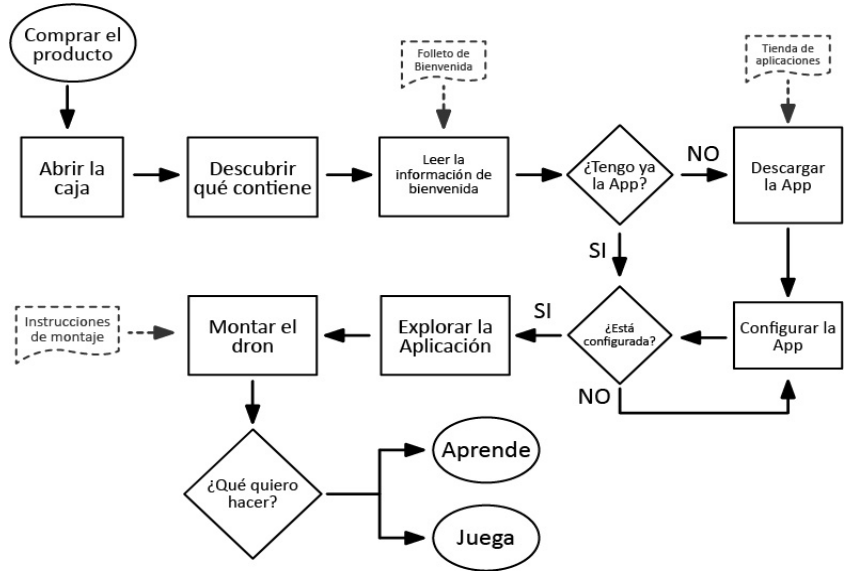 Comprar el
producto
Folleto de
Bienvenida
Tienda de
aplicaciones
Abrir la
caja
Descubrir
qué contiene
Leer la
información de
bienvenida
¿Tengo ya
la App?
NO
Descargar
la App
SI
Instrucciones
de montaje
Montar el
dron
Explorar la
Aplicación
SI
¿Está
configurada?
Configurar la
App
NO
¿Qué quiero
hacer?
Aprende
Juega